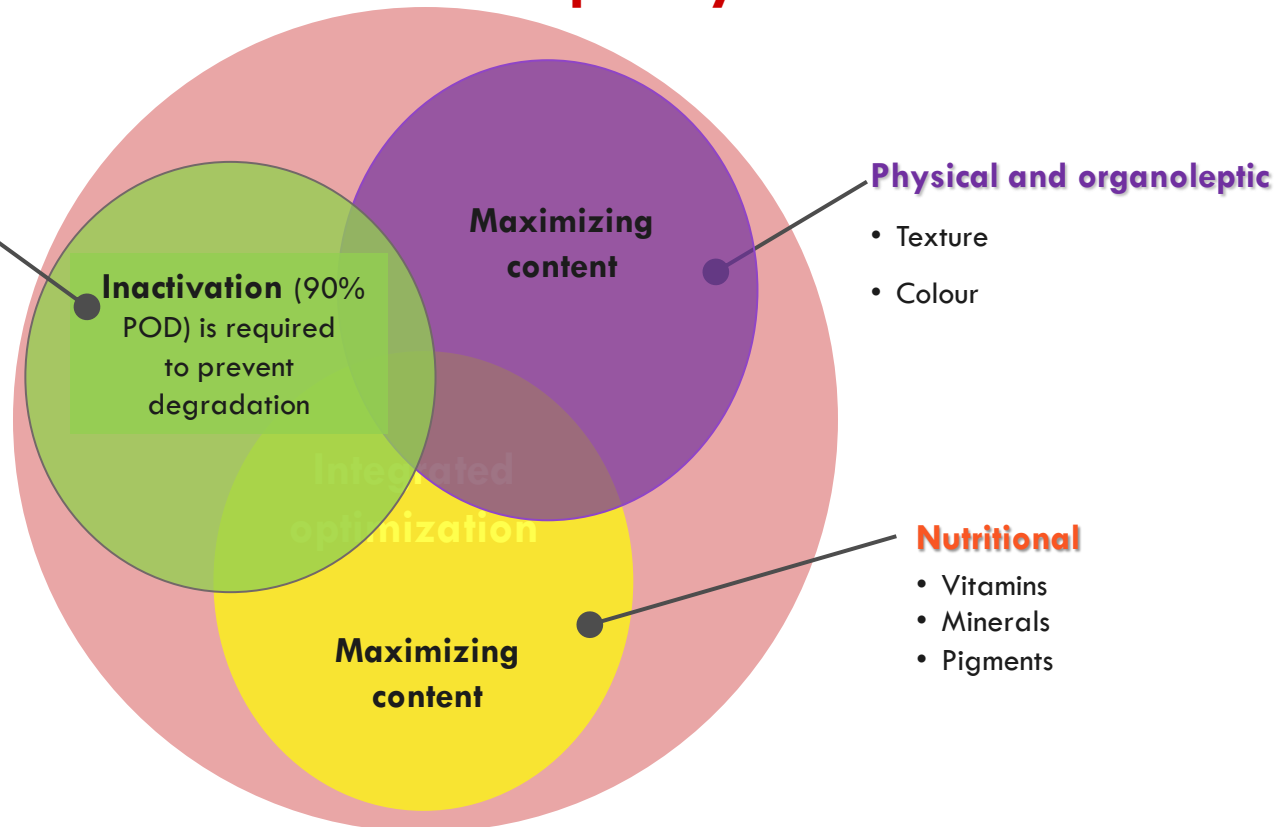 Maximizing
content
Inactivation (90%
POD) is required
to prevent
degradation
Integrated
optimization
Maximizing
content
Physical and organoleptic
• Texture
• Colour
Nutritional
• Vitamins
• Minerals
• Pigments